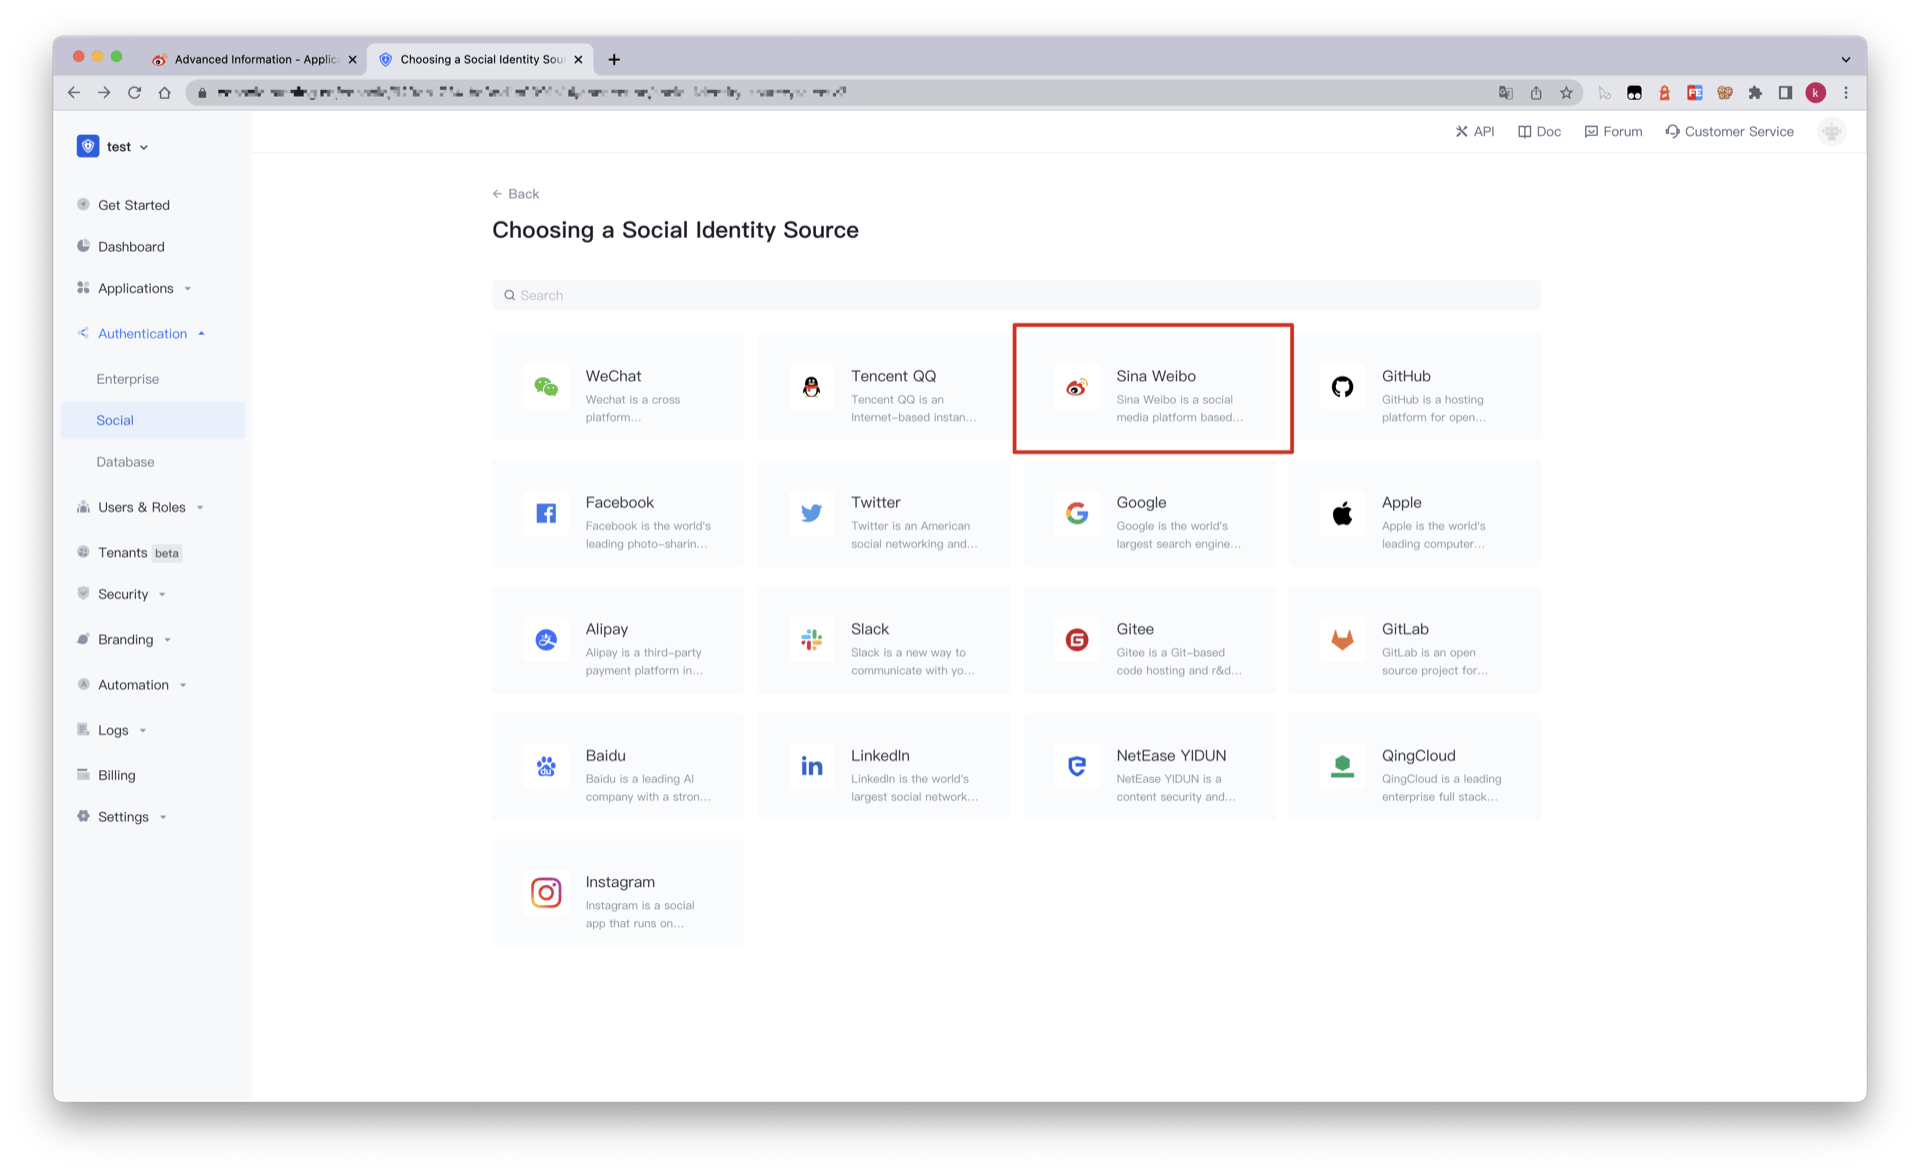 Advanced Information - Applic
Choosing a Social Identity Sour
k
test
API
Doc
Forum
Customer Service
Get Started
Dashboard
Applications
Authentication
Enterprise
Social
Database
Users & Roles
Tenants beta
Security
Branding
Automation
Logs
Billing
Settings
Back
Choosing a Social Identity Source
Search
WeChat
Wechat is a cross
platform...
Tencent QQ
Tencent QQ is an
Internet-based instan...
Sina Weibo
Sina Weibo is a social
media platform based...
GitHub
GitHub is a hosting
platform for open...
Facebook
Facebook is the world's
leading photo-sharin...
Twitter
Twitter is an American
social networking and...
Google
Google is the world's
largest search engine...
Apple
Apple is the world's
leading computer...
Alipay
Alipay is a third-party
payment platform in...
Slack
Slack is a new way to
communicate with yo...
Gitee
Gitee is a Git-based
code hosting and r&d...
GitLab
GitLab is an open
source project for...
Baidu
Baidu is a leading AI
company with a stron...
LinkedIn
LinkedIn is the world's
largest social network...
NetEase YIDUN
NetEase YIDUN is a
content security and...
QingCloud
QingCloud is a leading
enterprise full stack...
Instagram
Instagram is a social
app that runs on...